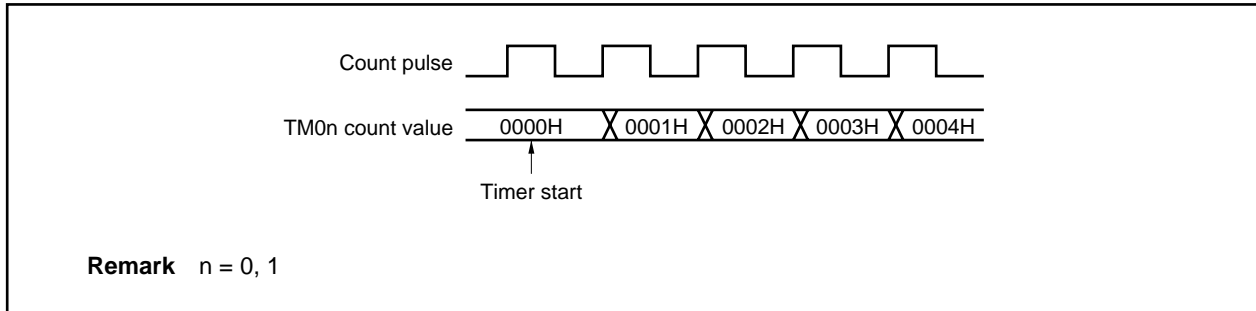 Count pulse
TM0n count value 0000H 0001H 0002H 0003H 0004H
Timer start
Remark n = 0, 1